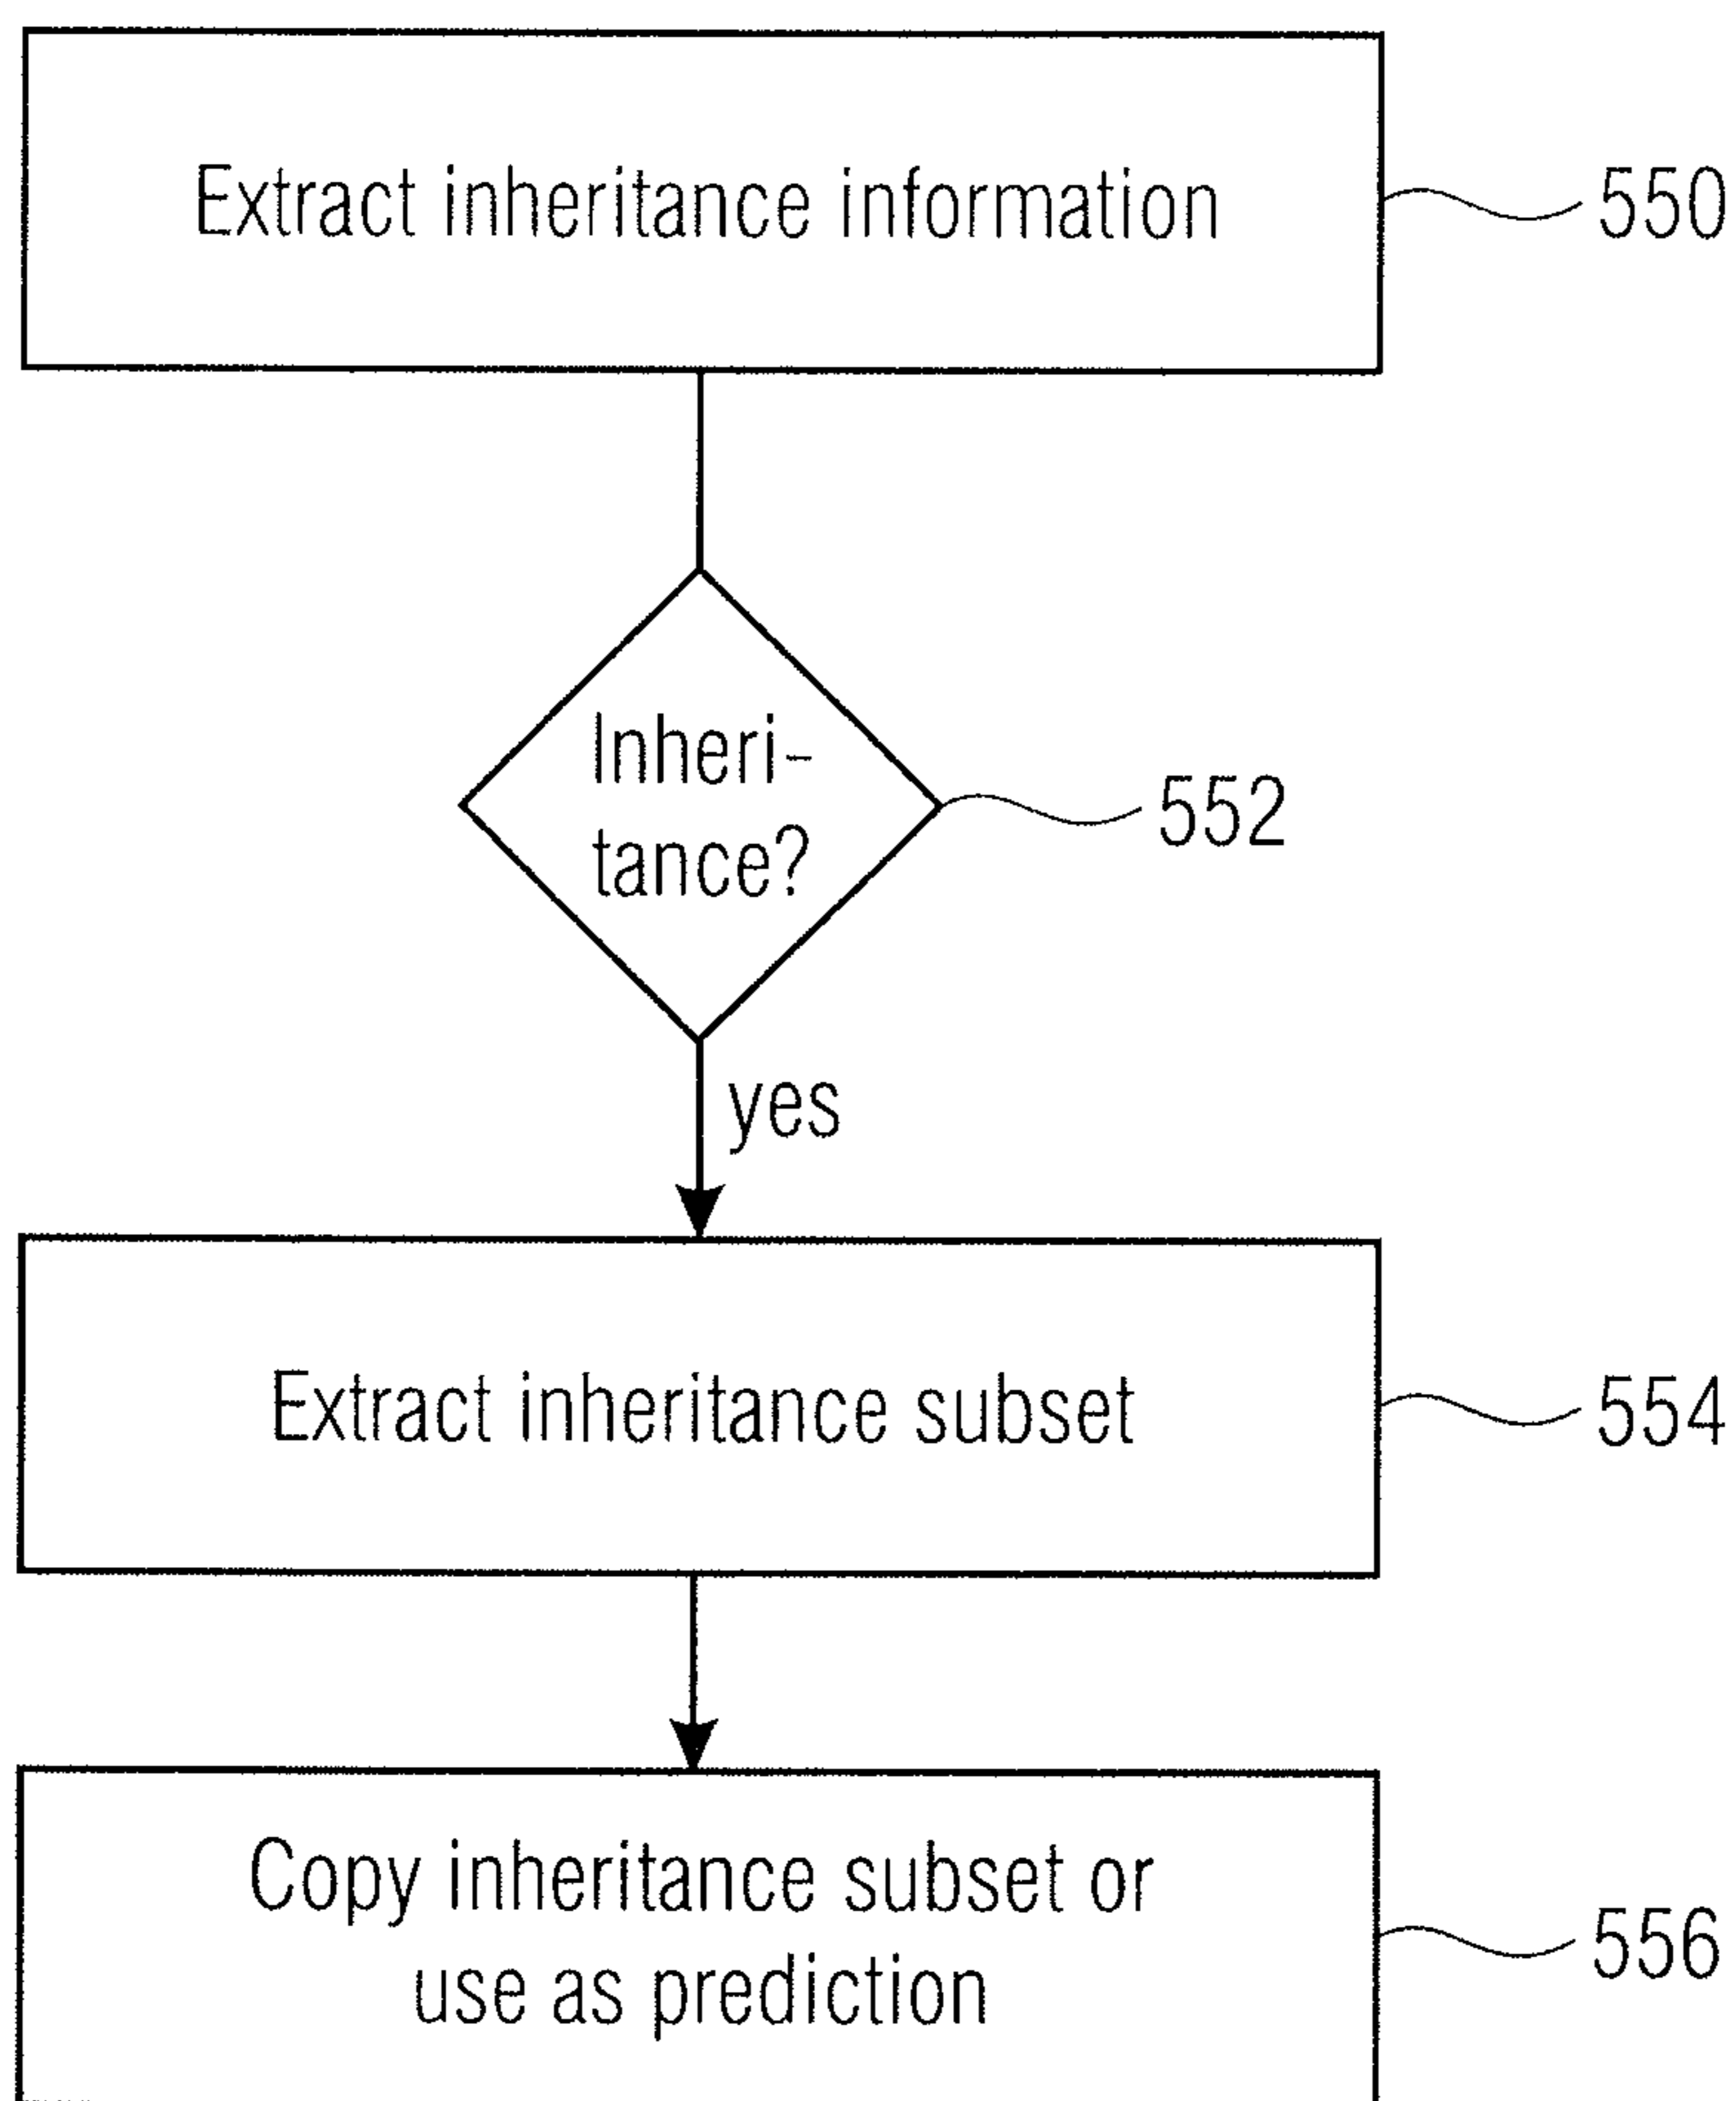 Extract inheritance information
550
Inheri-
tance?
552
yes
Extract inheritance subset
554
Copy inheritance subset or
use as prediction
556